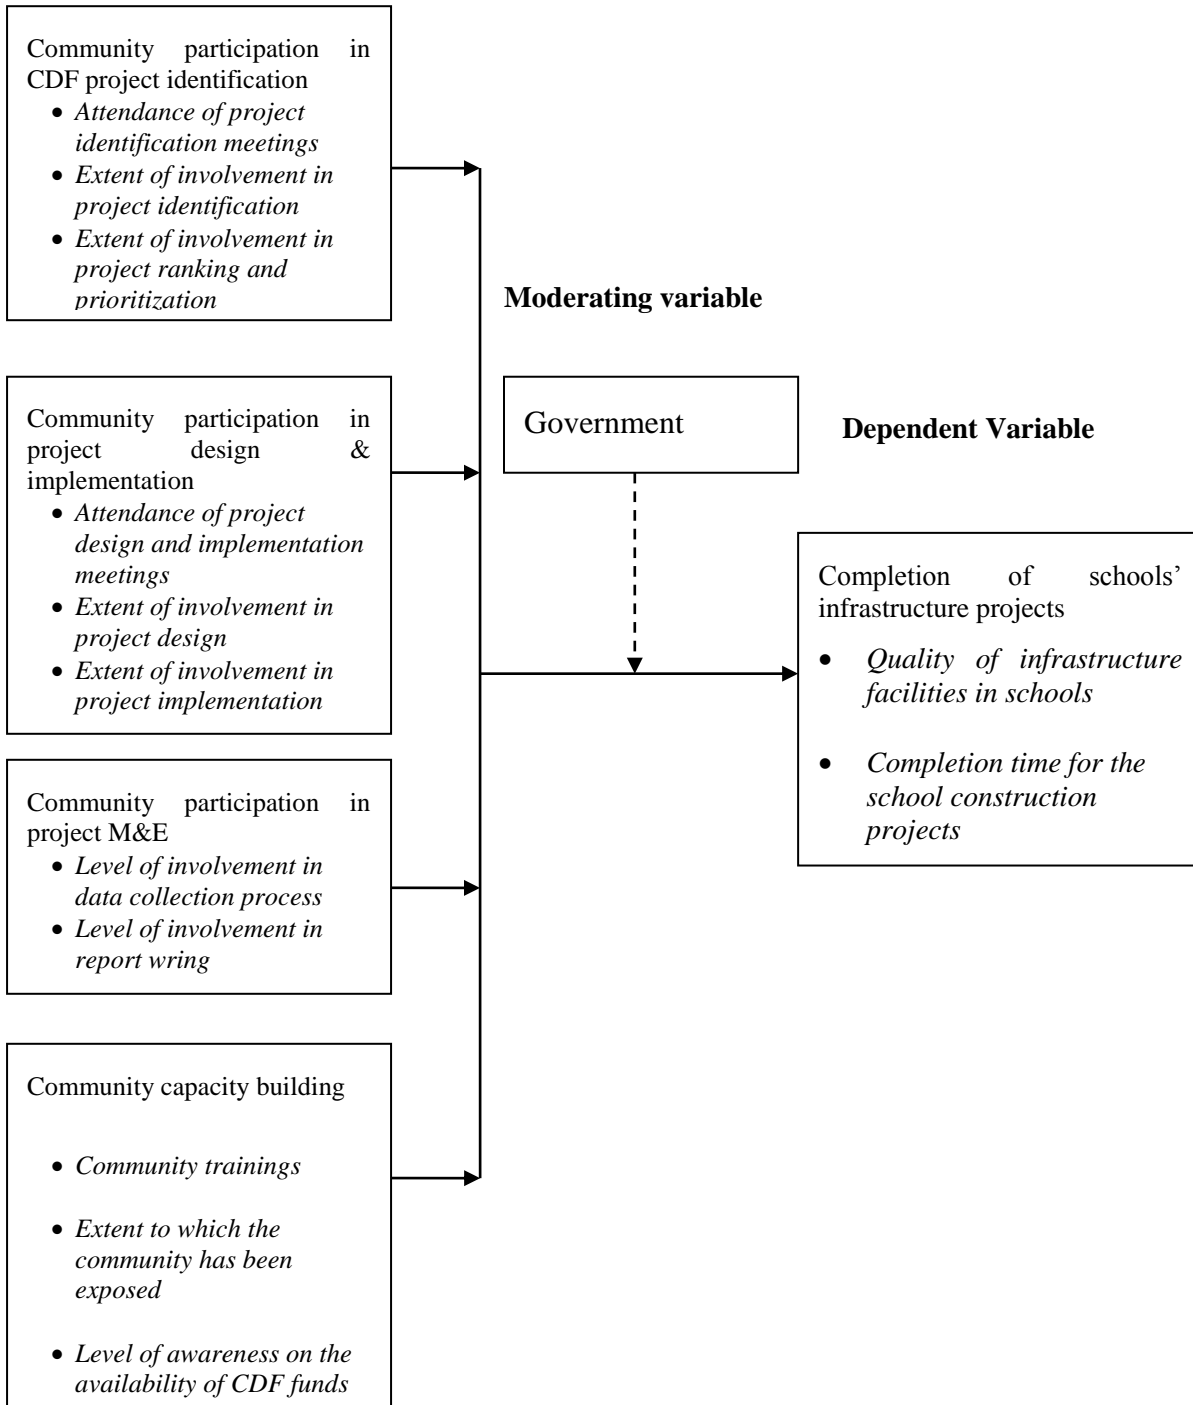 Community participation in
CDF project identification
• Attendance of project
identification meetings
• Extent of involvement in
project identification
• Extent of involvement in
project ranking and
prioritization
Community participation in
project design &
implementation
• Attendance of project
design and implementation
meetings
• Extent of involvement in
project design
• Extent of involvement in
project implementation
Community participation in
project M&E
• Level of involvement in
data collection process
• Level of involvement in
report wring
Community capacity building
• Community trainings
• Extent to which the
community has been
exposed
• Level of awareness on the
availability of CDF funds
Moderating variable
Government
Dependent Variable
Completion of schools’
infrastructure projects
• Quality of infrastructure
facilities in schools
• Completion time for the
school construction
projects